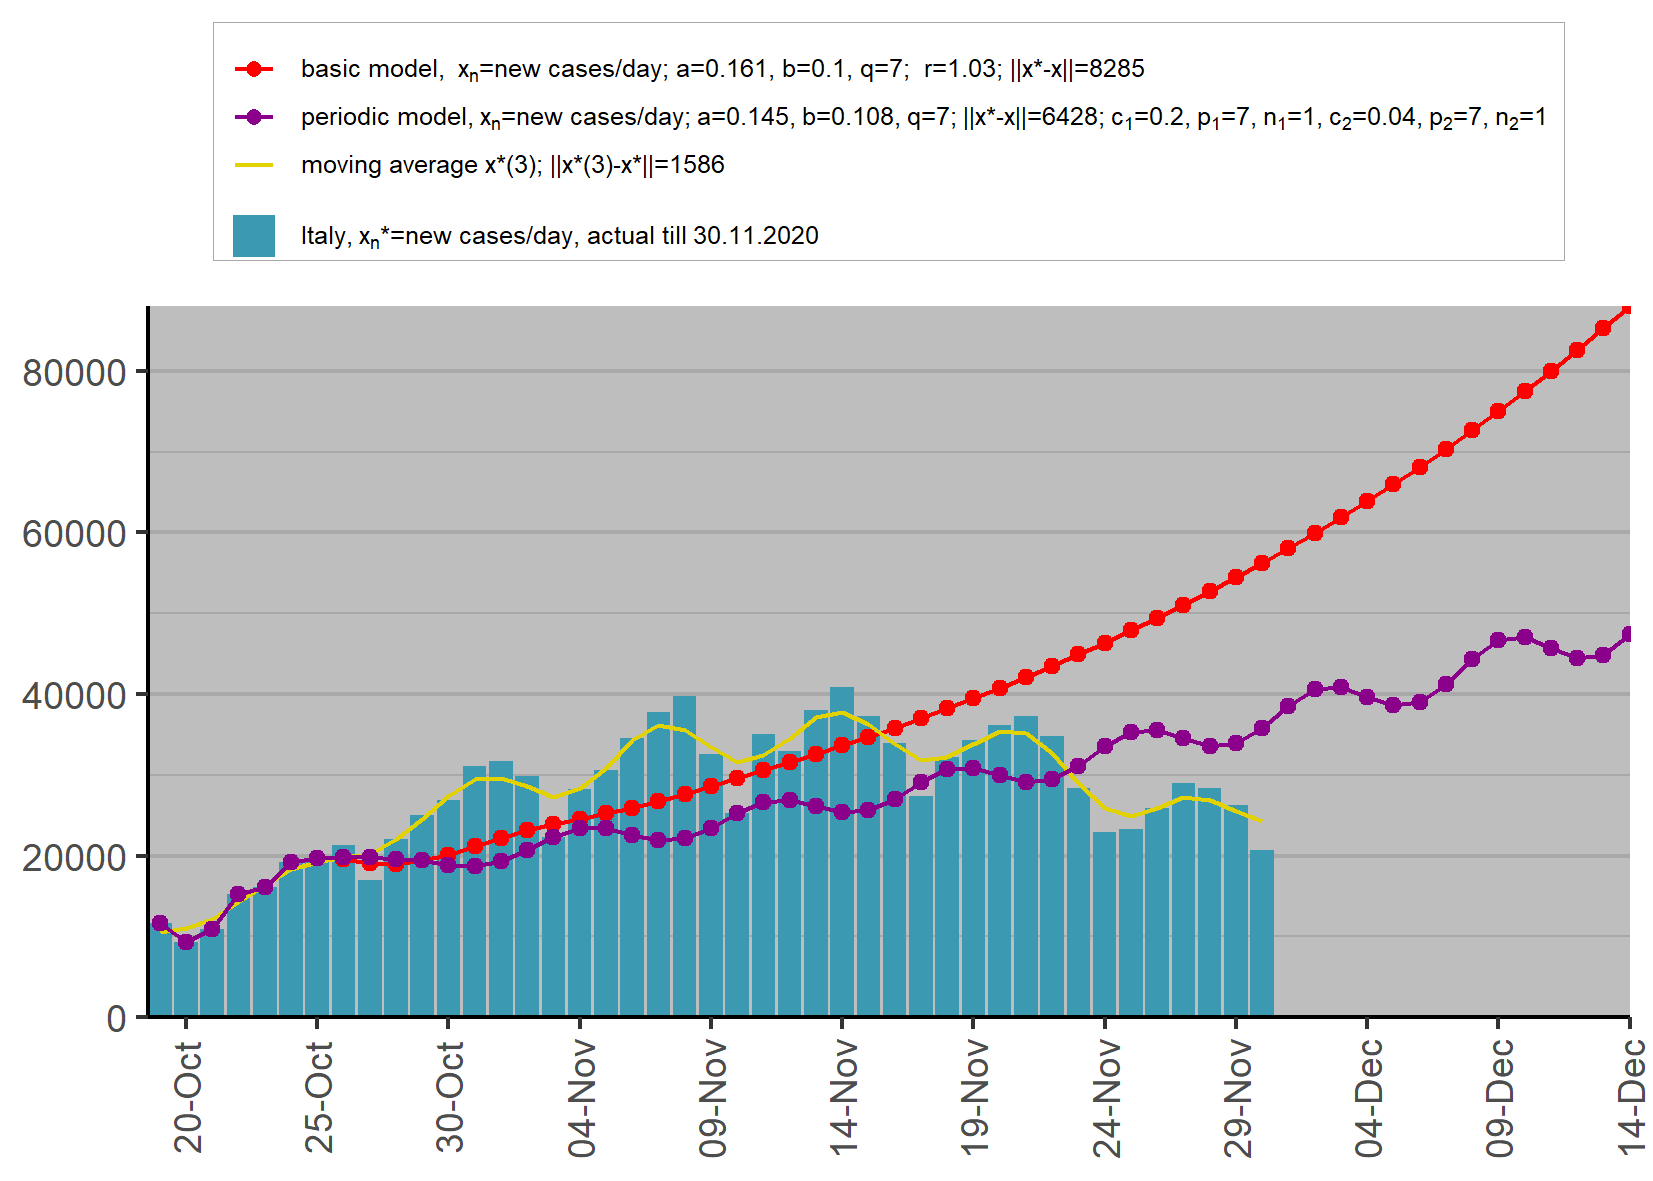 basic model, xₙ=new cases/day; a=0.161, b=0.1, q=7; r=1.03; ||x*-x||=8285
periodic model, xₙ=new cases/day; a=0.145, b=0.108, q=7; ||x*-x||=6428; c₁=0.2, p₁=7, n₁=1, c₂=0.04, p₂=7, n₂=1
moving average x*(3); ||x*(3)-x*||=1586
Italy, xₙ*=new cases/day, actual till 30.11.2020
80000
60000
40000
20000
0
20-Oct
25-Oct
30-Oct
04-Nov
09-Nov
14-Nov
19-Nov
24-Nov
29-Nov
04-Dec
09-Dec
14-Dec